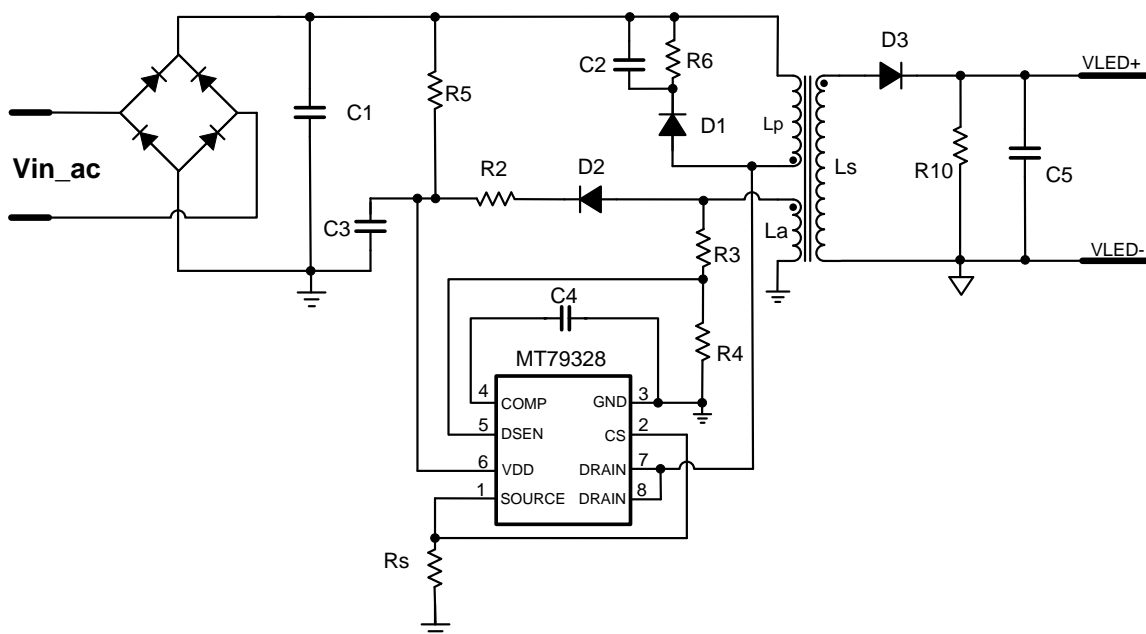 D3
VLED+
C2
R6
C1
R5
D1
Lp
Vin_ac
R2
D2
Ls
R10
C5
C3
La
R3
VLED-
C4
R4
MT79328
4
COMP
GND
3
5
DSEN
CS
2
6
VDD
DRAIN
7
1
SOURCE
DRAIN
8
Rs